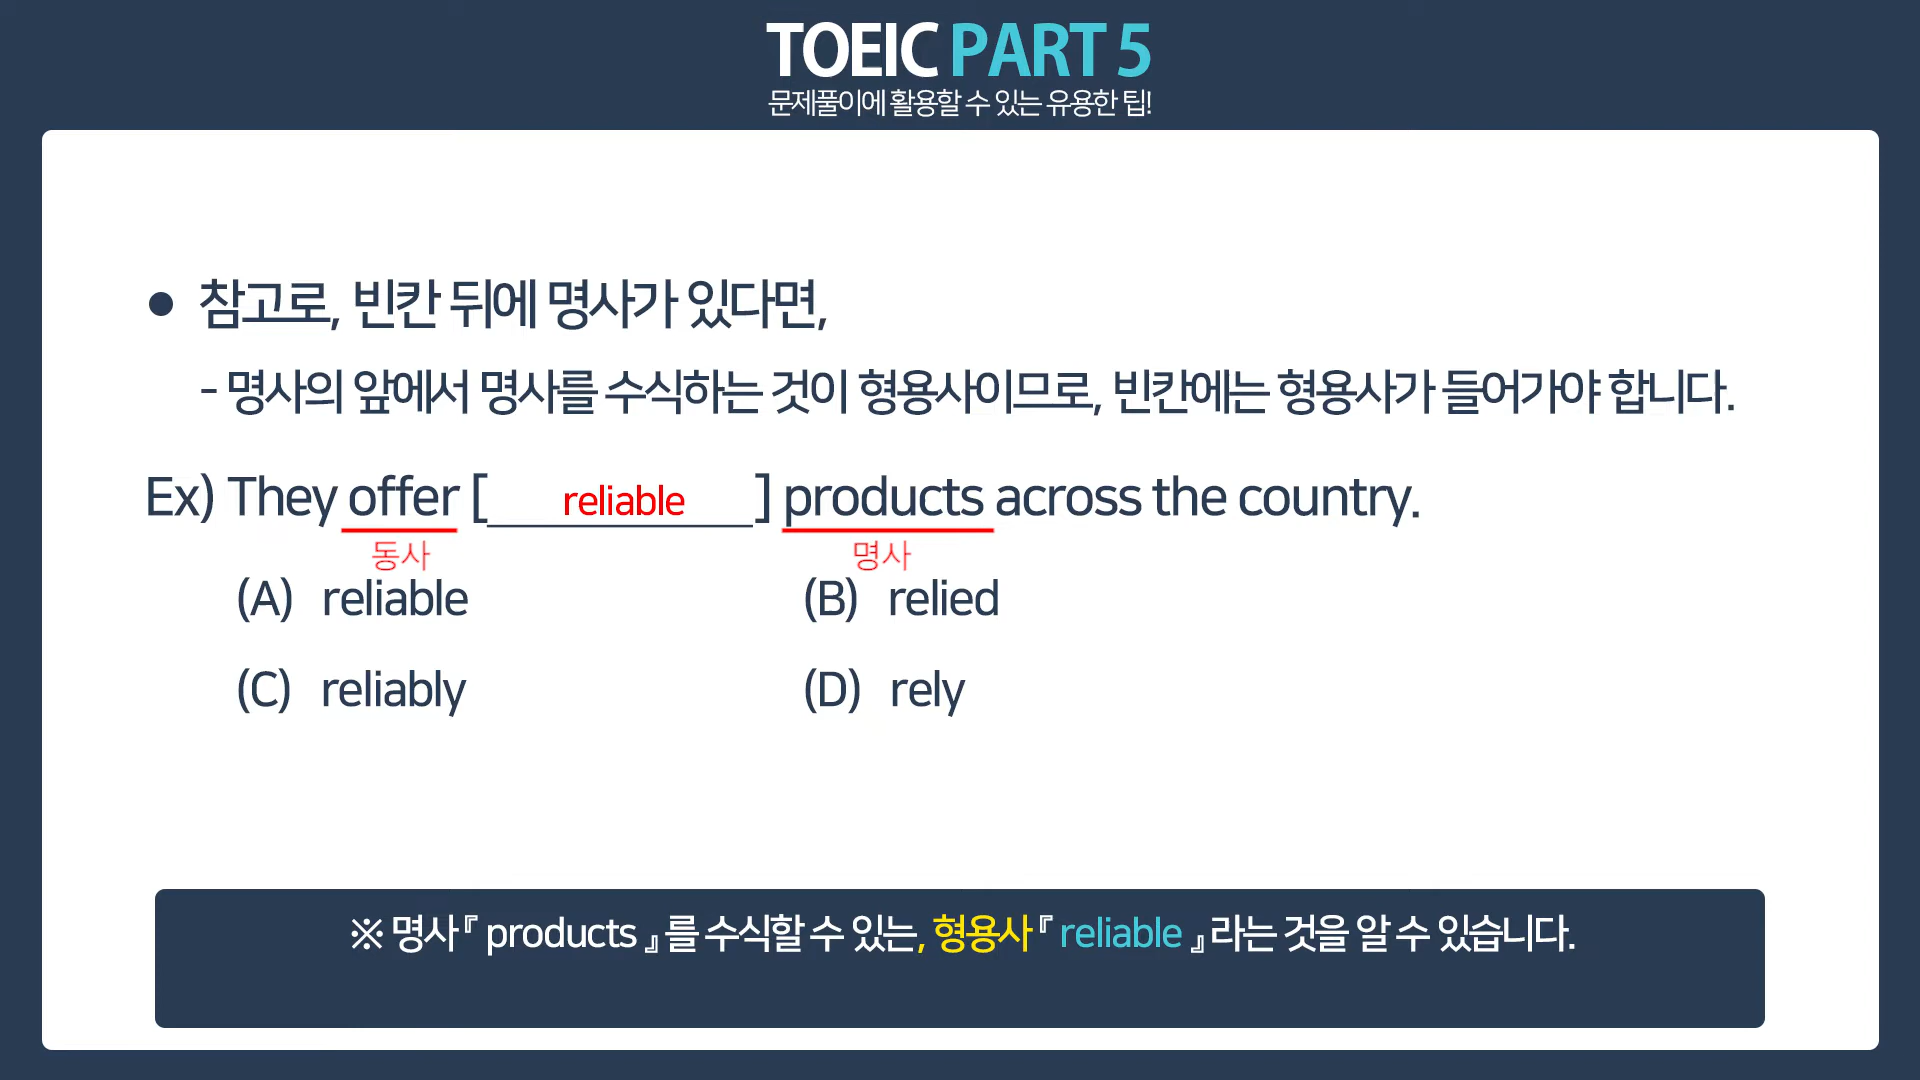 TOEIC PART 5
문제풀이에 활용할 수 있는 유용한 팁!
● 참고로, 빈칸 뒤에 명사가 있다면,
- 명사의 앞에서 명사를 수식하는 것이 형용사이므로, 빈칸에는 형용사가 들어가야 합니다.
Ex) They offer [ reliable ] products across the country.
동사 명사
(A) reliable (B) relied
(C) reliably (D) rely
※ 명사『 products 』를 수식할 수 있는, 형용사『 reliable 』라는 것을 알 수 있습니다.